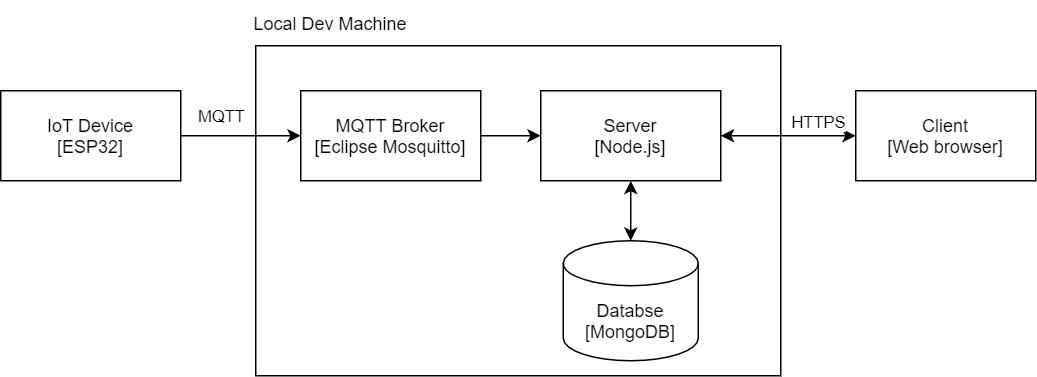 Local Dev Machine
IoT Device
[ESP32]
MQTT
MQTT Broker
[Eclipse Mosquitto]
Server
[Node.js]
HTTPS
Client
[Web browser]
Databse
[MongoDB]